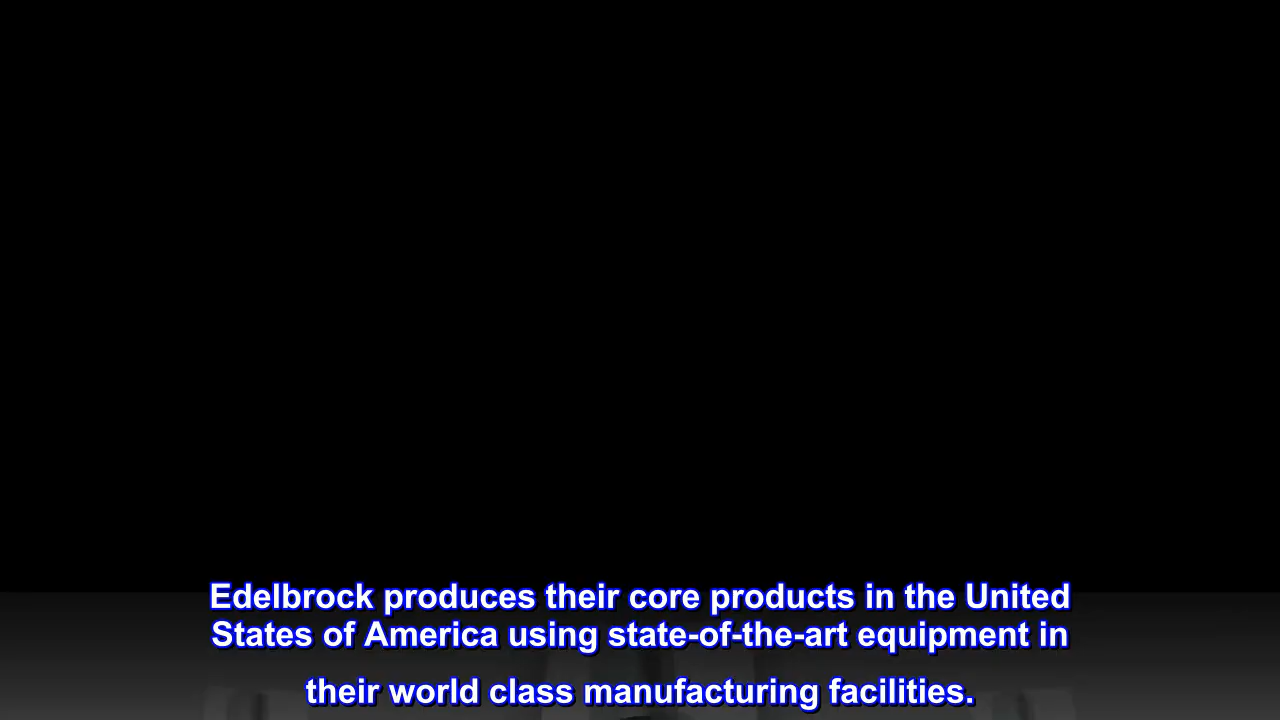 Edelbrock produces their core products in the United
States of America using state-of-the-art equipment in
their world class manufacturing facilities.